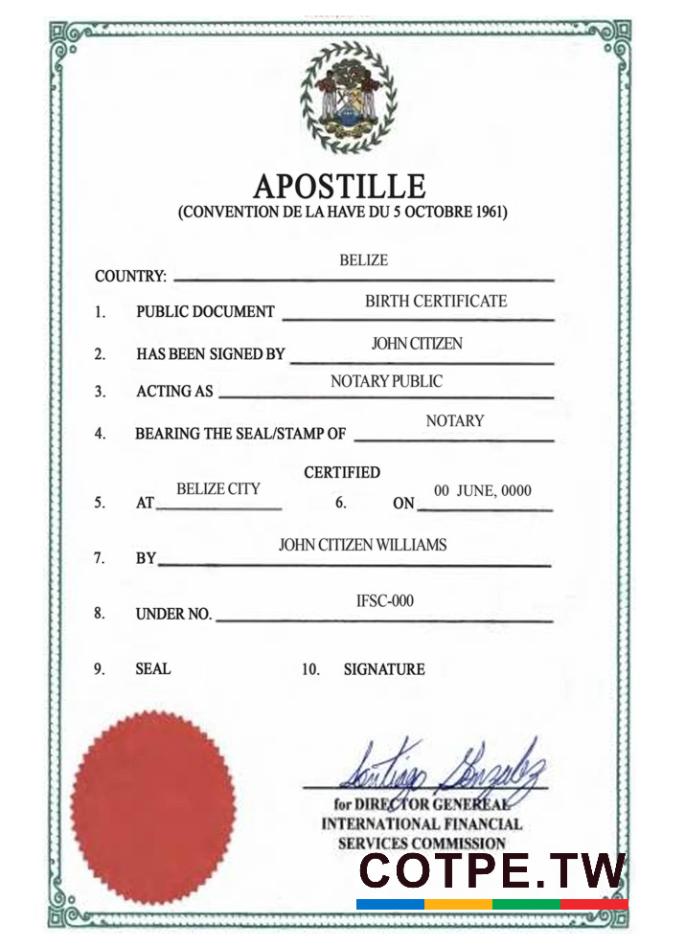 APOSTILLE
(CONVENTION DE LA HAVE DU 5 OCTOBRE 1961)
COUNTRY: BELIZE
1. PUBLIC DOCUMENT BIRTH CERTIFICATE
2. HAS BEEN SIGNED BY JOHN CITIZEN
3. ACTING AS NOTARY PUBLIC
4. BEARING THE SEAL/STAMP OF NOTARY
CERTIFIED
5. AT BELIZE CITY 6. ON 00 JUNE, 0000
7. BY JOHN CITIZEN WILLIAMS
8. UNDER NO. IFSC-000
9. SEAL 10. SIGNATURE
Santiago Gonzalez
for DIRECTOR GENEREAL
INTERNATIONAL FINANCIAL
SERVICES COMMISSION
COTPE.TW